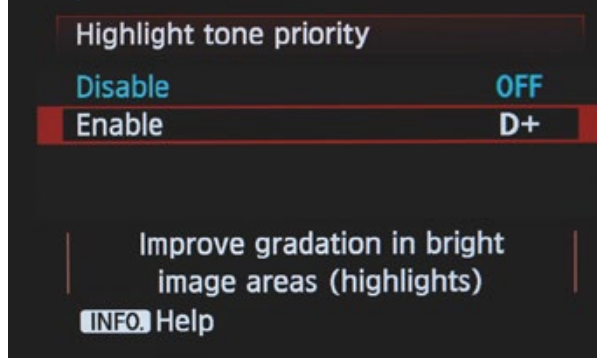 Highlight tone priority
Disable OFF
Enable D+
Improve gradation in bright
image areas (highlights)
INFO. Help